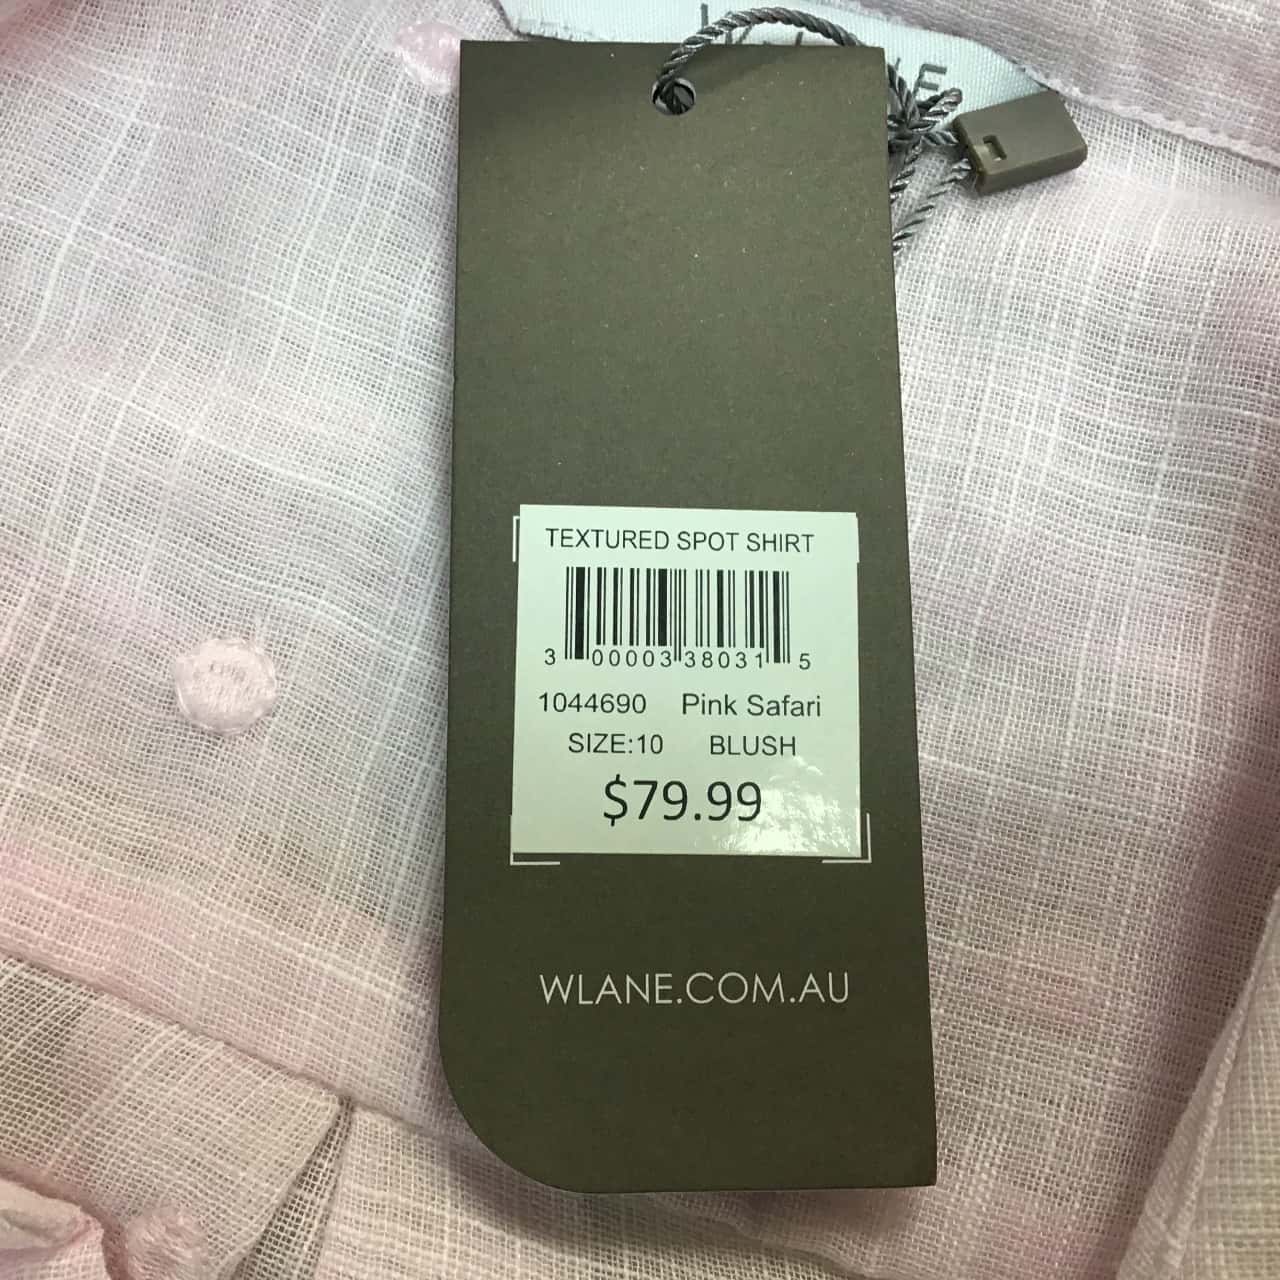 TEXTURED SPOT SHIRT
3 00003 38031 5
1044690 Pink Safari
SIZE:10 BLUSH
$79.99
WLANE.COM.AU